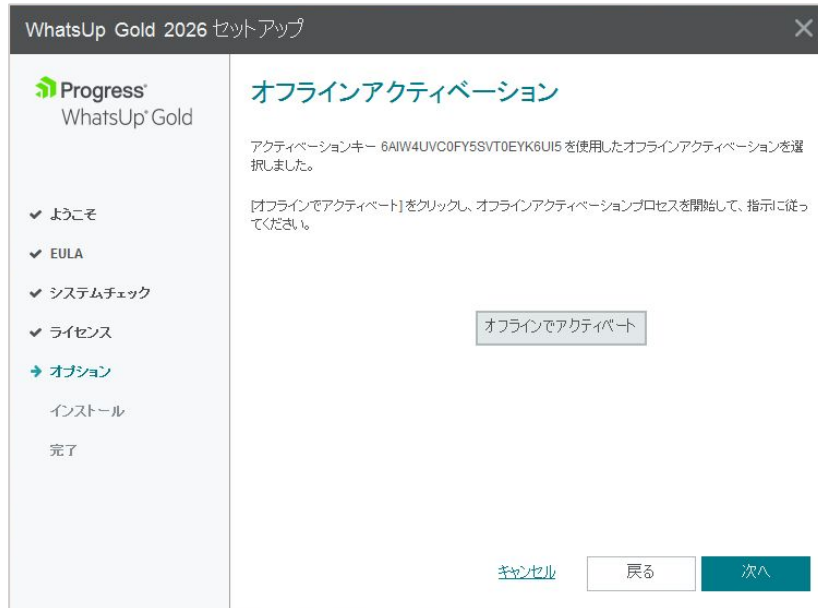 WhatsUp Gold 2026 セットアップ
Progress®
WhatsUp® Gold
オフラインアクティベーション
アクティベーションキー 6AIW4UVC0FY5SVT0EYK6UI5 を使用したオフラインアクティベーションを選
択しました。
[オフラインでアクティベート] をクリックし、オフラインアクティベーションプロセスを開始して、指示に従っ
てください。
オフラインでアクティベート
ようこそ
EULA
システムチェック
ライセンス
オプション
インストール
完了
キャンセル
戻る
次へ